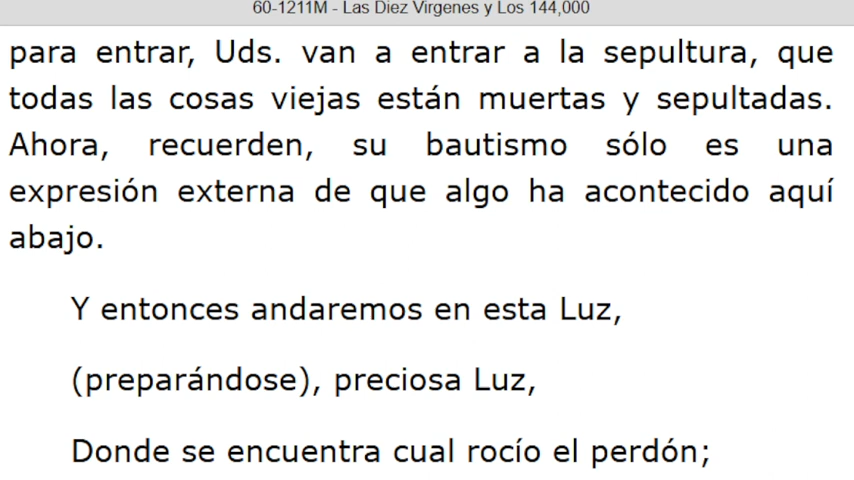 60-1211M - Las Diez Virgenes y Los 144,000
para entrar, Uds. van a entrar a la sepultura, que
todas las cosas viejas están muertas y sepultadas.
Ahora, recuerden, su bautismo sólo es una
expresión externa de que algo ha acontecido aquí
abajo.
Y entonces andaremos en esta Luz,
(preparándose), preciosa Luz,
Donde se encuentra cual rocío el perdón;